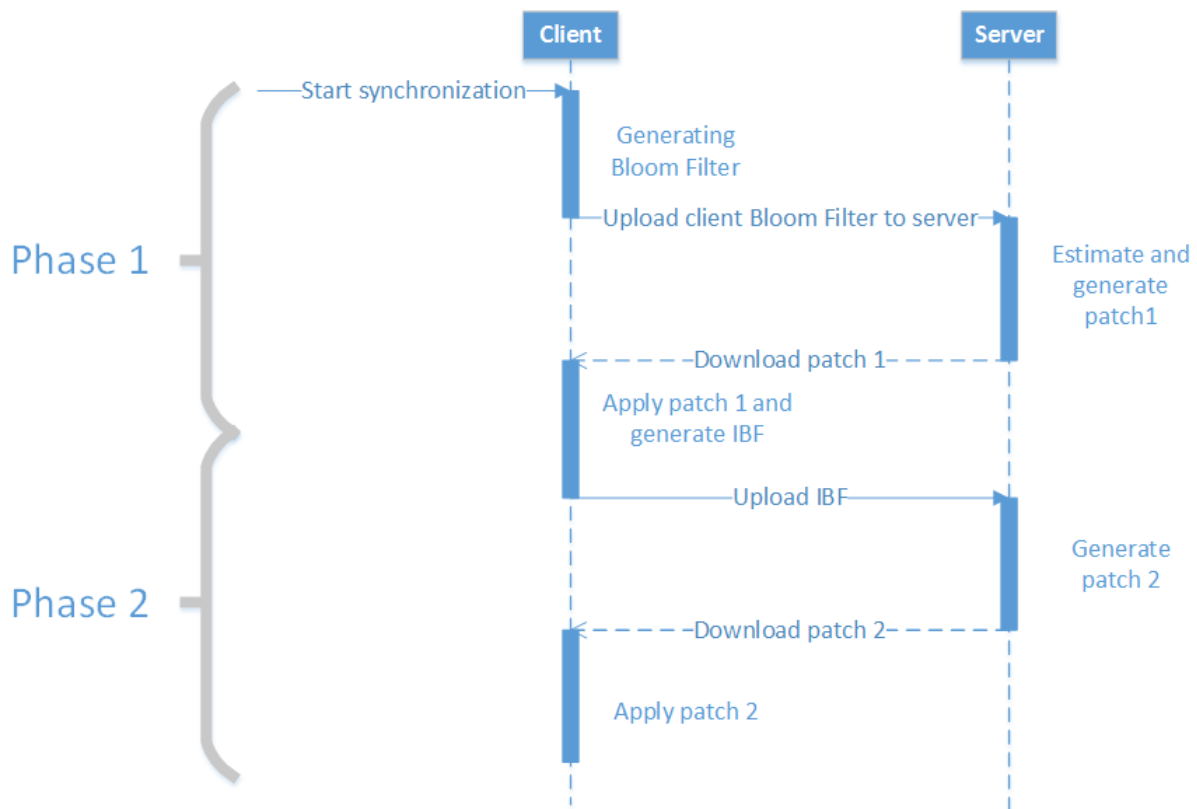 Client
Server
Start synchronization
Generating
Bloom Filter
Upload client Bloom Filter to server
Phase 1
Estimate and
generate
patch1
Download patch 1
Apply patch 1 and
generate IBF
Upload IBF
Generate
patch 2
Phase 2
Download patch 2
Apply patch 2